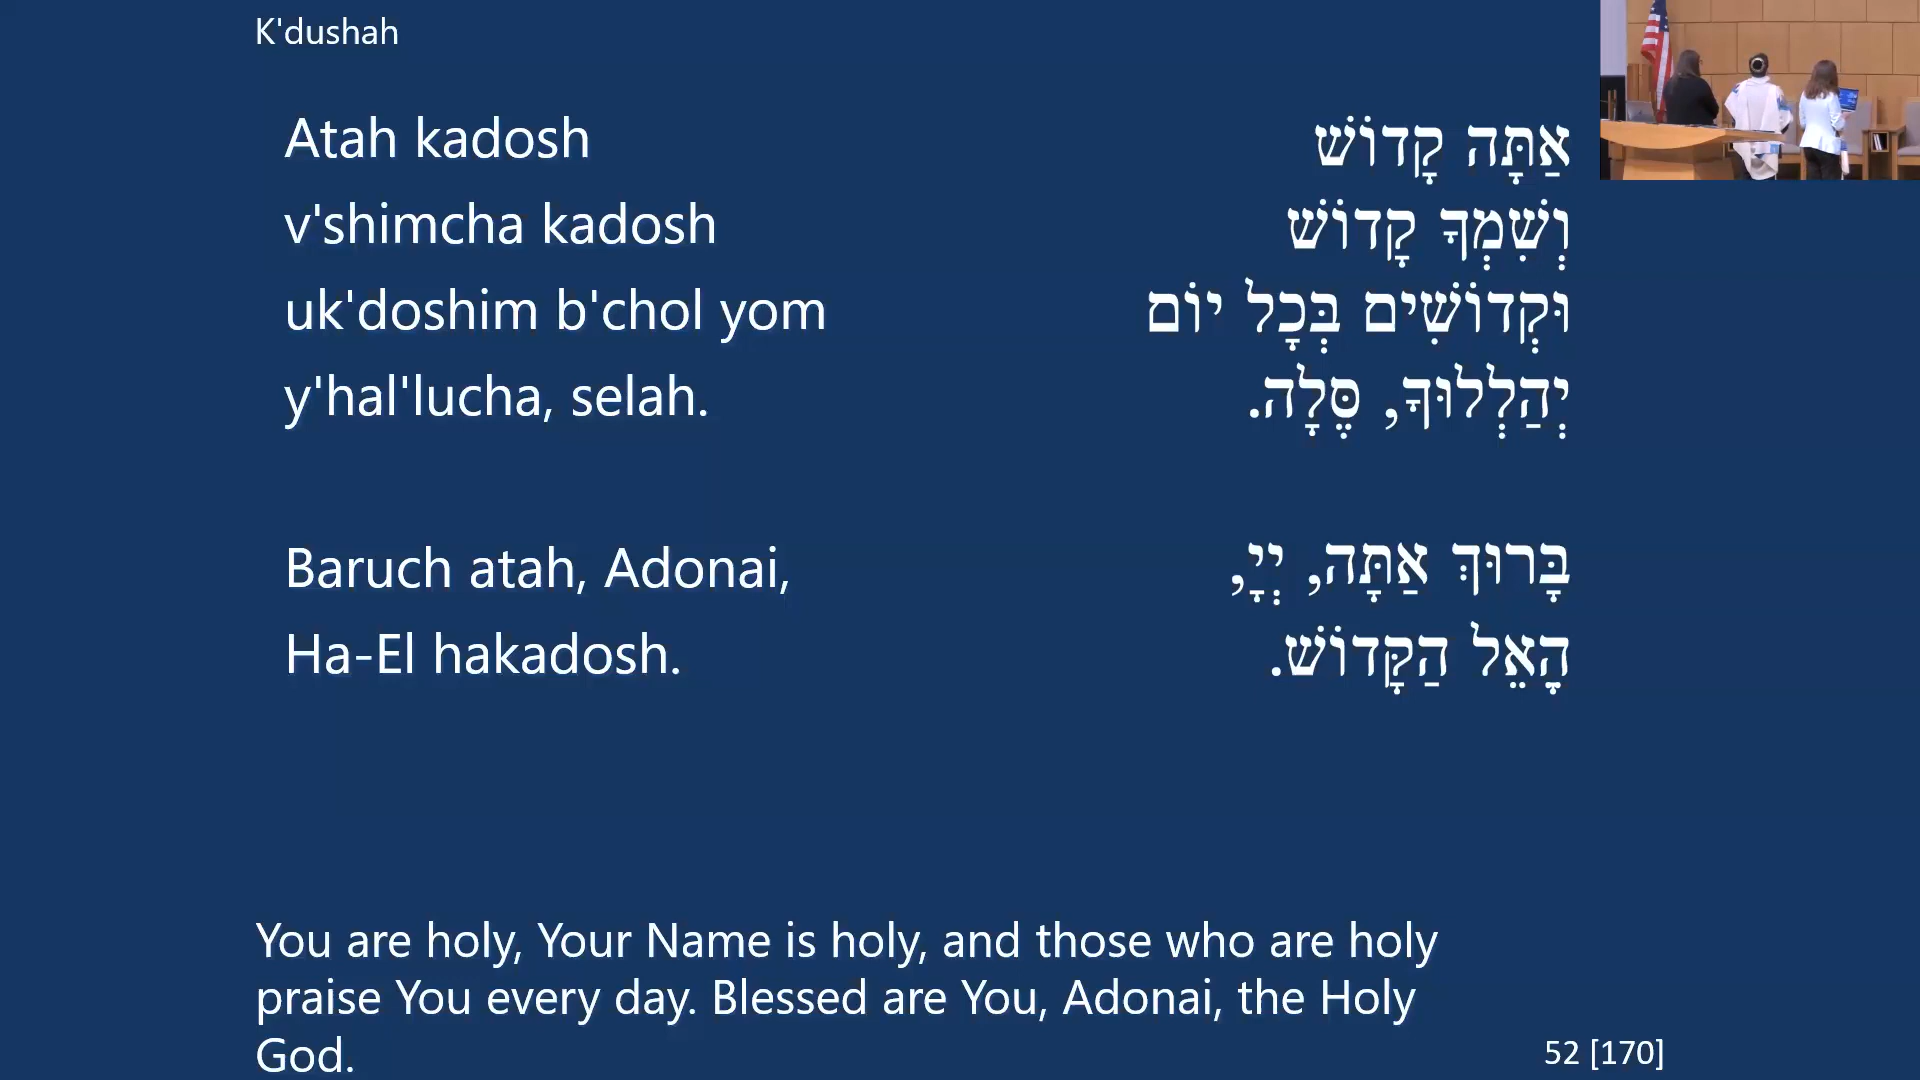 K'dushah
Atah kadosh
v'shimcha kadosh
uk'doshim b'chol yom
y'hal'lucha, selah.
Baruch atah, Adonai,
Ha-El hakadosh.
אַתָּה קָדוֹשׁ
וְשִׁמְךָ קָדוֹשׁ
וּקְדוֹשִׁים בְּכָל יוֹם
יְהַלְלוּךָ, סֶּלָה.
בָּרוּךְ אַתָּה, יְיָ,
הָאֵל הַקָּדוֹשׁ.
You are holy, Your Name is holy, and those who are holy
praise You every day. Blessed are You, Adonai, the Holy
God.
52 [170]